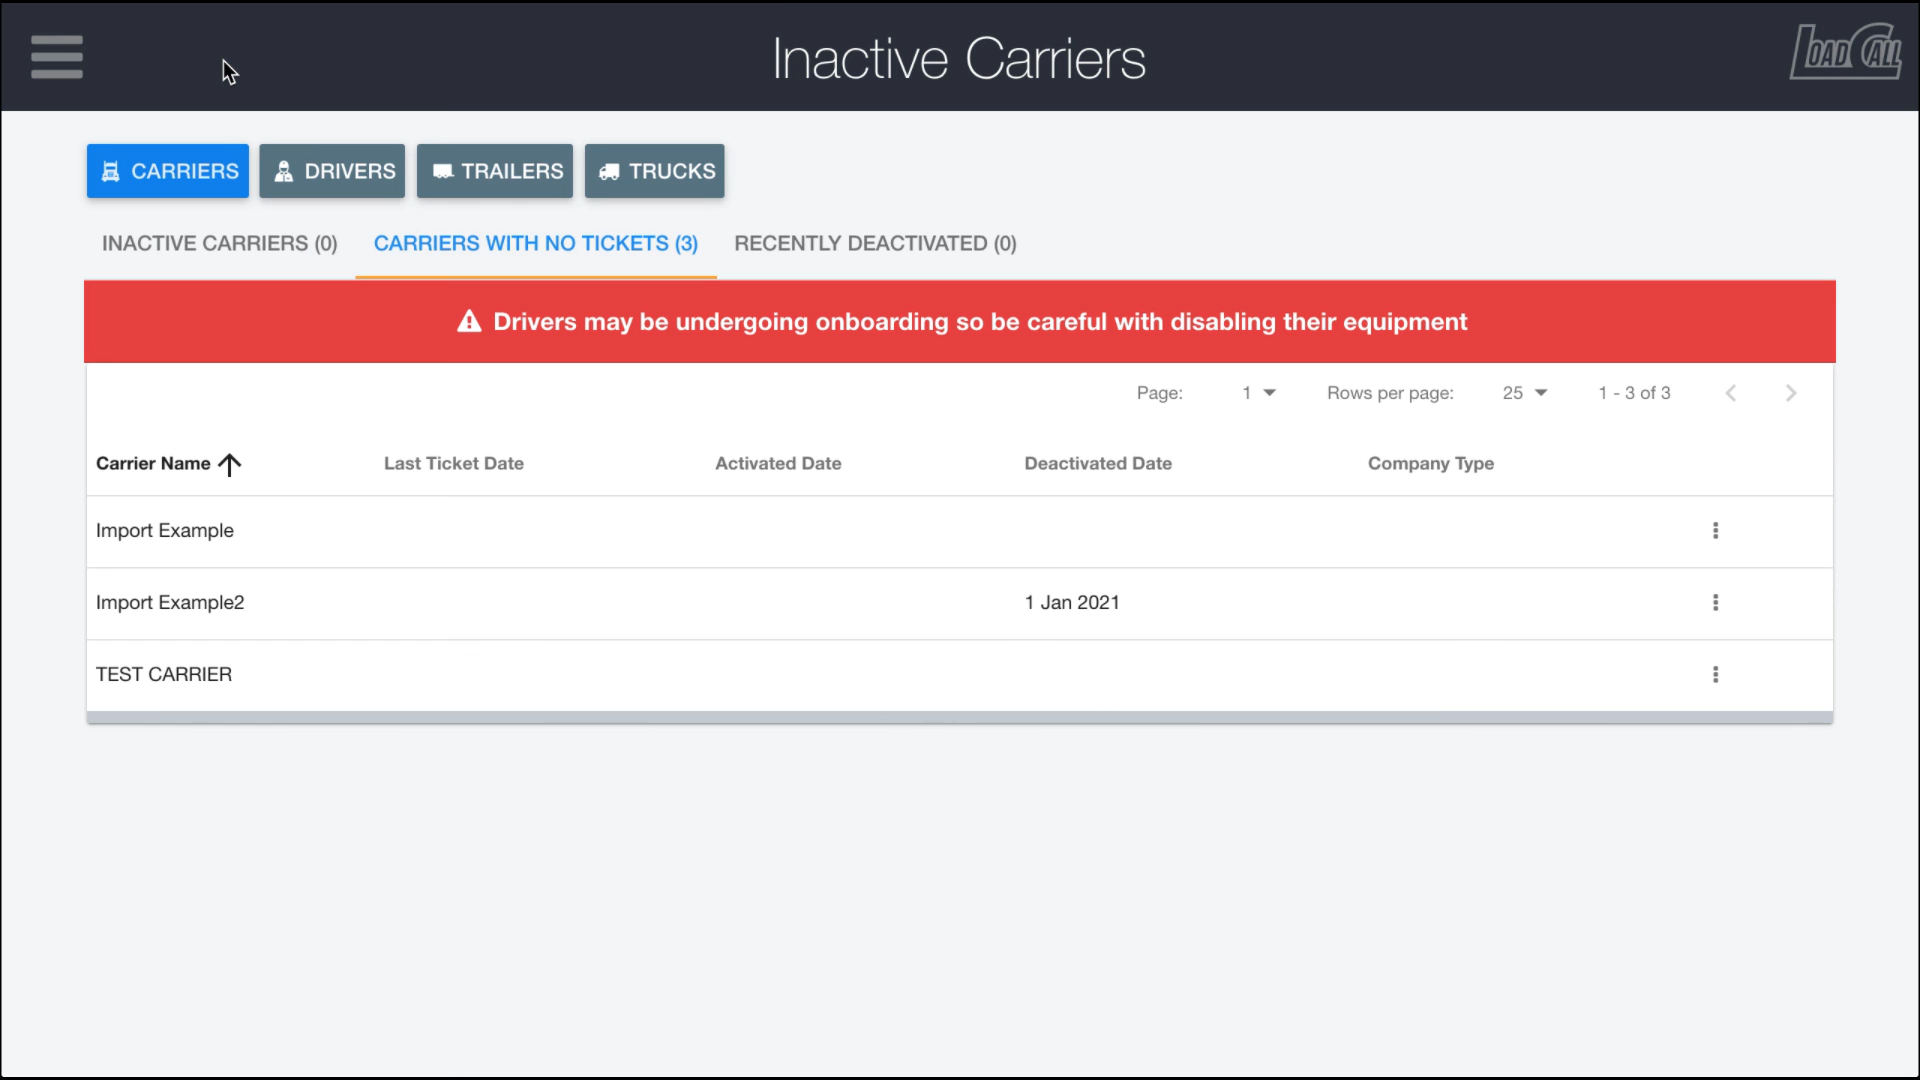 Inactive Carriers
LOAD CALL
CARRIERS
DRIVERS
TRAILERS
TRUCKS
INACTIVE CARRIERS (0)
CARRIERS WITH NO TICKETS (3)
RECENTLY DEACTIVATED (0)
Drivers may be undergoing onboarding so be careful with disabling their equipment
Page: 1 Rows per page: 25 1 - 3 of 3
Carrier Name Last Ticket Date Activated Date Deactivated Date Company Type
Import Example
Import Example2 1 Jan 2021
TEST CARRIER